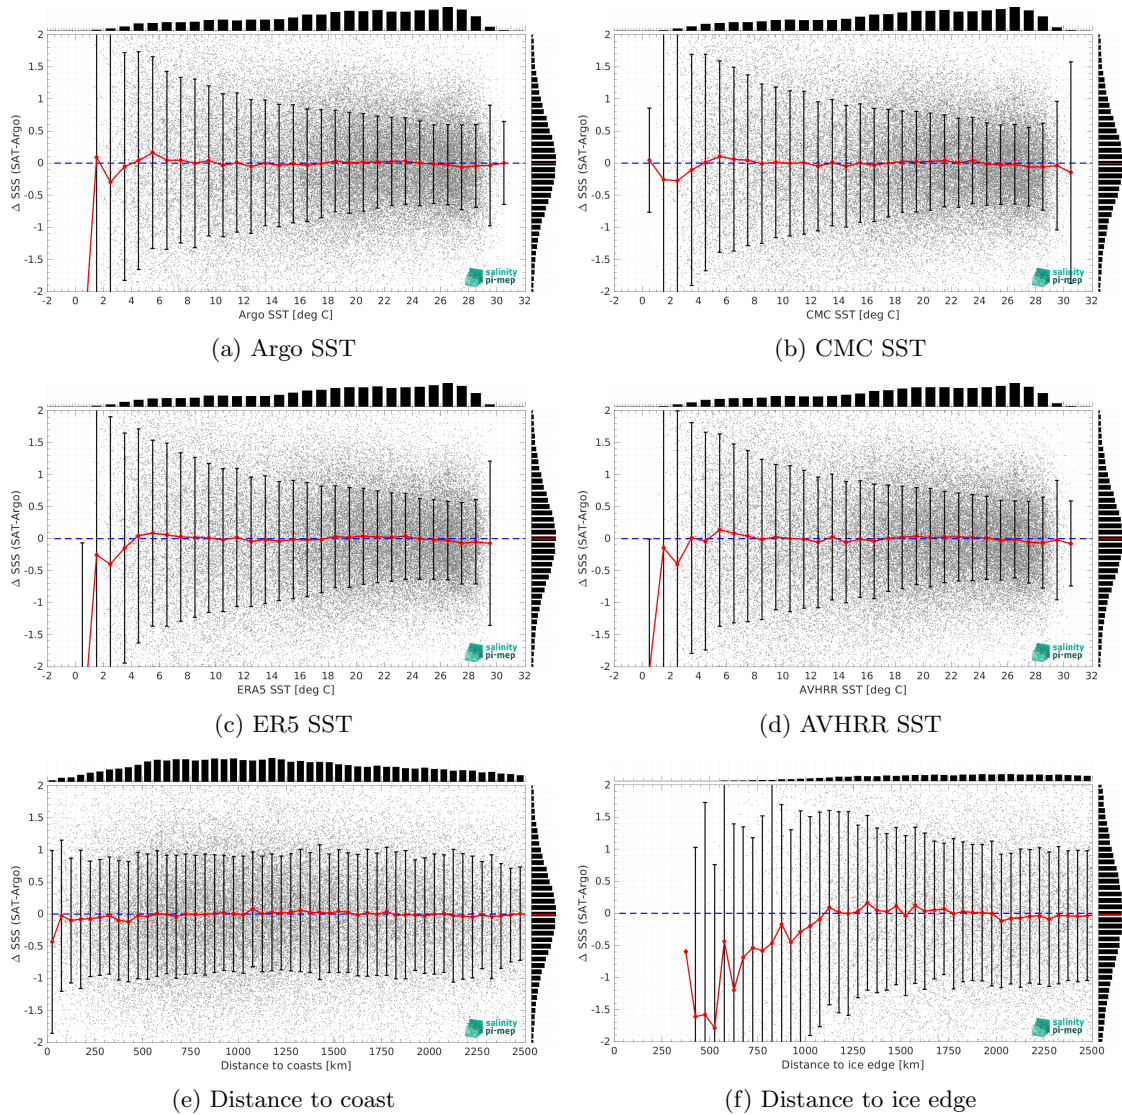 2
1.5
1
0.5
0
-0.5
-1
-1.5
-2
Δ SSS (SAT-Argo)
salinity
pi-mep
-2 0 2 4 6 8 10 12 14 16 18 20 22 24 26 28 30 32
Argo SST [deg C]
(a) Argo SST
2
1.5
1
0.5
0
-0.5
-1
-1.5
-2
Δ SSS (SAT-Argo)
salinity
pi-mep
-2 0 2 4 6 8 10 12 14 16 18 20 22 24 26 28 30 32
CMC SST [deg C]
(b) CMC SST
2
1.5
1
0.5
0
-0.5
-1
-1.5
-2
Δ SSS (SAT-Argo)
salinity
pi-mep
-2 0 2 4 6 8 10 12 14 16 18 20 22 24 26 28 30 32
ERA5 SST [deg C]
(c) ER5 SST
2
1.5
1
0.5
0
-0.5
-1
-1.5
-2
Δ SSS (SAT-Argo)
salinity
pi-mep
-2 0 2 4 6 8 10 12 14 16 18 20 22 24 26 28 30 32
AVHRR SST [deg C]
(d) AVHRR SST
2
1.5
1
0.5
0
-0.5
-1
-1.5
-2
Δ SSS (SAT-Argo)
salinity
pi-mep
0 250 500 750 1000 1250 1500 1750 2000 2250 2500
Distance to coasts [km]
(e) Distance to coast
2
1.5
1
0.5
0
-0.5
-1
-1.5
-2
Δ SSS (SAT-Argo)
salinity
pi-mep
0 250 500 750 1000 1250 1500 1750 2000 2250 2500
Distance to ice edge [km]
(f) Distance to ice edge